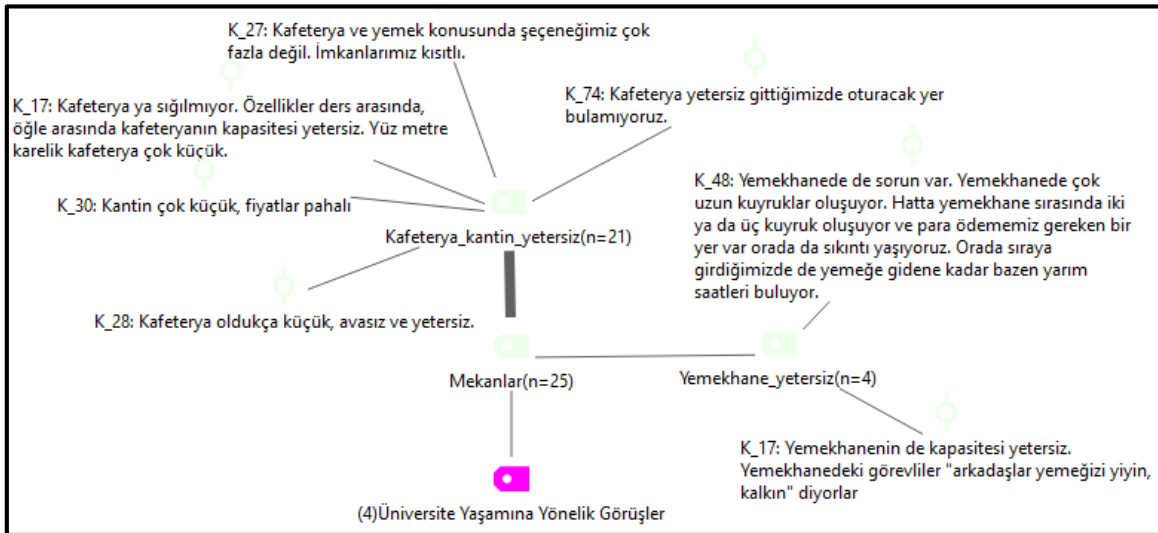 K_27: Kafeterya ve yemek konusunda şeçeneğimiz çok
fazla değil. İmkanlarımız kısıtlı.
K_17: Kafeterya ya sığılmıyor. Özellikler ders arasında,
öğle arasında kafeteryanın kapasitesi yetersiz. Yüz metre
karelik kafeterya çok küçük.
K_74: Kafeterya yetersiz gittiğimizde oturacak yer
bulamıyoruz.
K_30: Kantin çok küçük, fiyatlar pahalı
Kafeterya_kantin_yetersiz(n=21)
K_48: Yemekhanede de sorun var. Yemekhanede çok
uzun kuyruklar oluşuyor. Hatta yemekhane sırasında iki
ya da üç kuyruk oluşuyor ve para ödememiz gereken bir
yer var orada da sıkıntı yaşıyoruz. Orada sıraya
girdiğimizde de yemeğe gidene kadar bazen yarım
saatleri buluyor.
K_28: Kafeterya oldukça küçük, avasız ve yetersiz.
Mekanlar(n=25)
Yemekhane_yetersiz(n=4)
K_17: Yemekhanenin de kapasitesi yetersiz.
Yemekhanedeki görevliler "arkadaşlar yemeğizi yiyin,
kalkın" diyorlar
(4)Üniversite Yaşamına Yönelik Görüşler